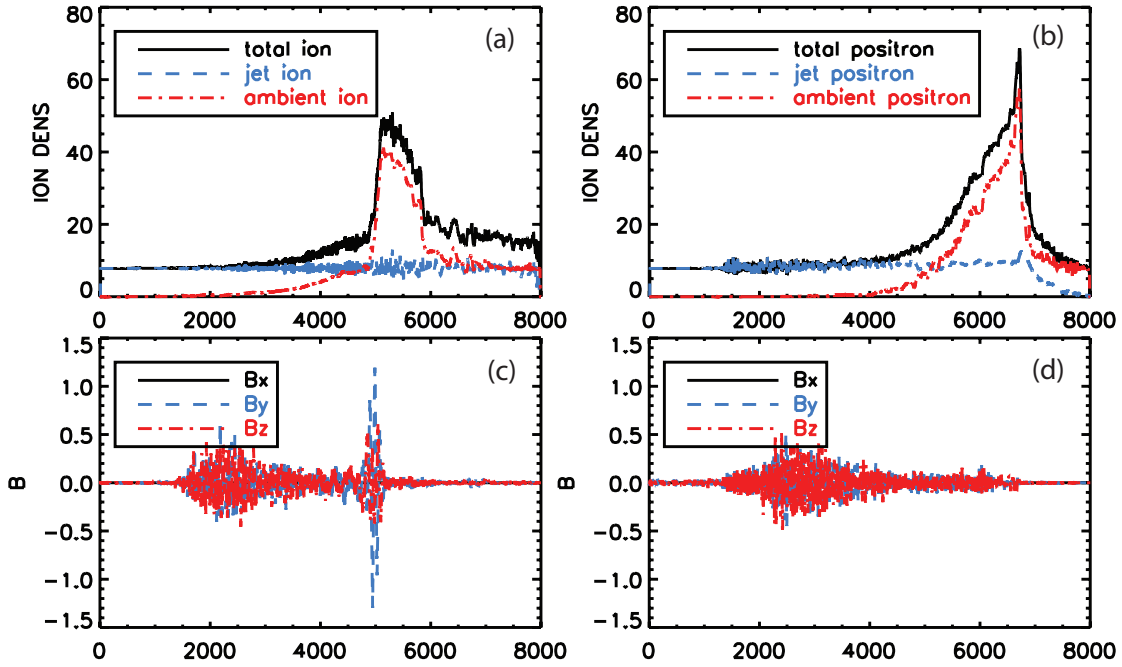 (a)
total ion
jet ion
ambient ion
ION DENS
80
60
40
20
0
0 2000 4000 6000 8000
(b)
total positron
jet positron
ambient positron
ION DENS
80
60
40
20
0
0 2000 4000 6000 8000
(c)
Bx
By
Bz
B
1.5
1.0
0.5
0.0
−0.5
−1.0
−1.5
0 2000 4000 6000 8000
(d)
Bx
By
Bz
B
1.5
1.0
0.5
0.0
−0.5
−1.0
−1.5
0 2000 4000 6000 8000